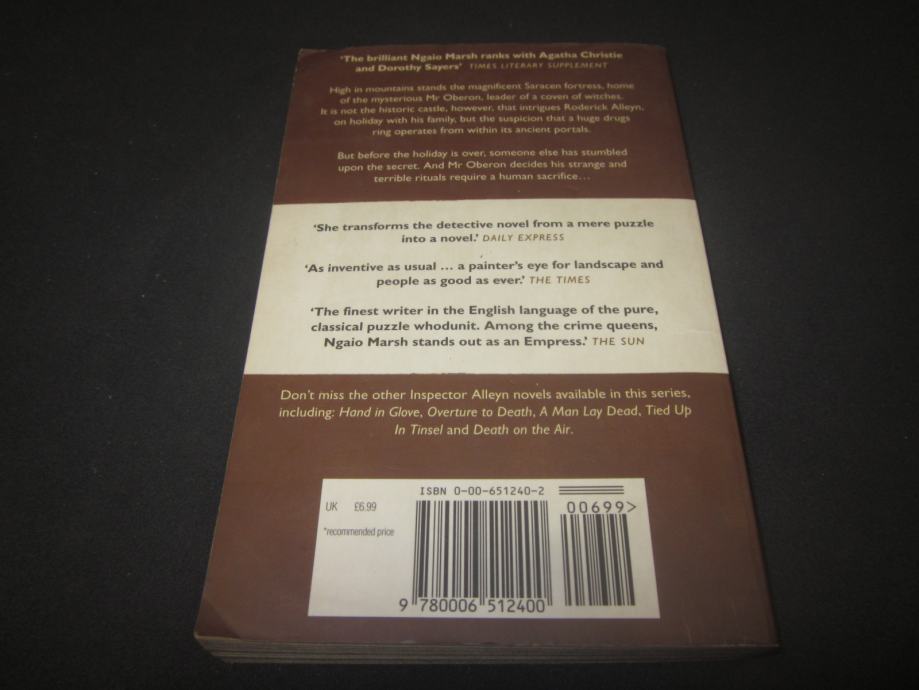 ‘The brilliant Ngaio Marsh ranks with Agatha Christie
and Dorothy Sayers’ TIMES LITERARY SUPPLEMENT
High in mountains stands the magnificent Saracen fortress, home
of the mysterious Mr Oberon, leader of a coven of witches.
It is not the historic castle, however, that intrigues Roderick Alleyn,
on holiday with his family, but the suspicion that a huge drugs
ring operates from within its ancient portals.
But before the holiday is over, someone else has stumbled
upon the secret. And Mr Oberon decides his strange and
terrible rituals require a human sacrifice…
‘She transforms the detective novel from a mere puzzle
into a novel.’ DAILY EXPRESS
‘As inventive as usual … a painter’s eye for landscape and
people as good as ever.’ THE TIMES
‘The finest writer in the English language of the pure,
classical puzzle whodunit. Among the crime queens,
Ngaio Marsh stands out as an Empress.’ THE SUN
Don’t miss the other Inspector Alleyn novels available in this series,
including: Hand in Glove, Overture to Death, A Man Lay Dead, Tied Up
In Tinsel and Death on the Air.
ISBN 0-00-651240-2
UK £6.99
00699>
*recommended price
9 780006 512400